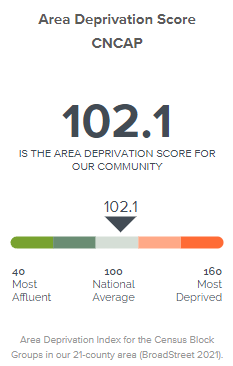 Area Deprivation Score
CNCAP
102.1
IS THE AREA DEPRIVATION SCORE FOR
OUR COMMUNITY
102.1
40 100 160
Most National Most
Affluent Average Deprived
Area Deprivation Index for the Census Block
Groups in our 21-county area (BroadStreet 2021).